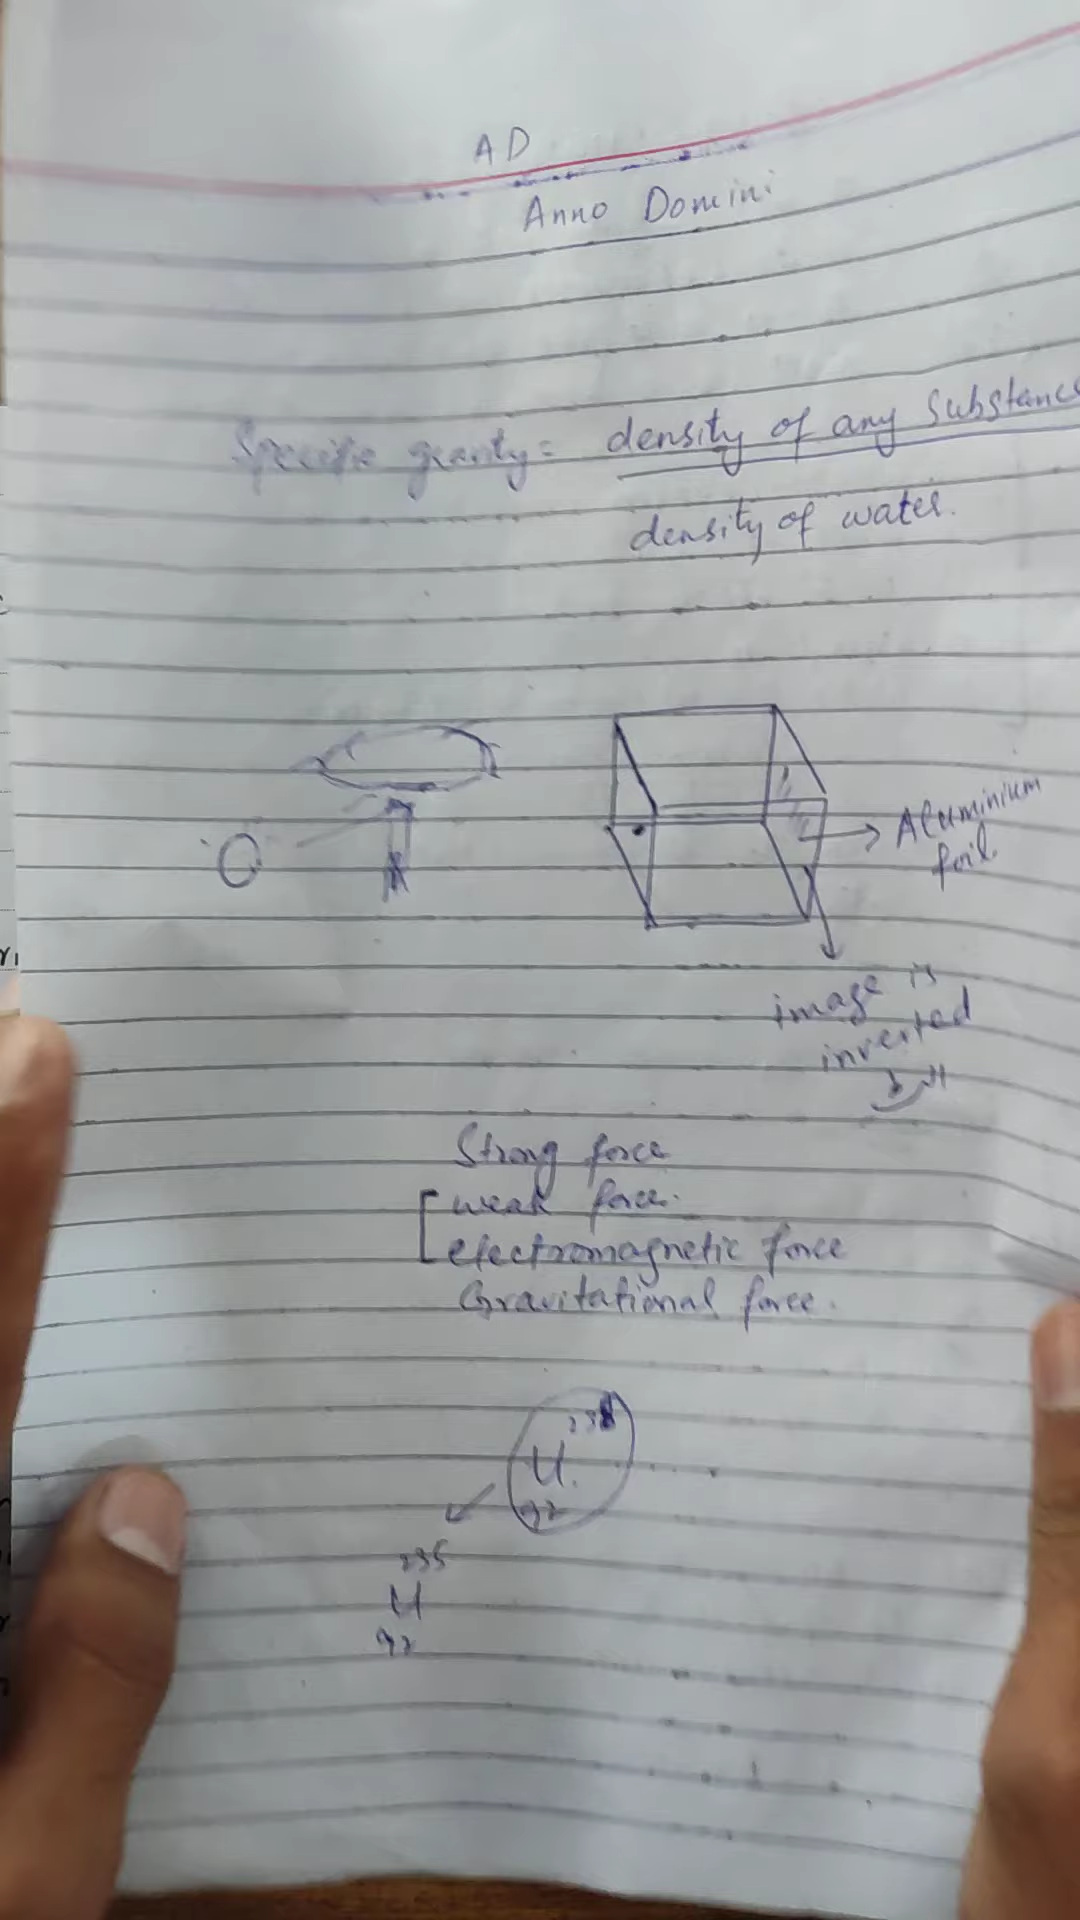 AD
Anno Domini
Specific gravity = density of any substance
density of water.
Aluminium
foil
image is
inverted
Strong force
weak force.
electromagnetic force
Gravitational force.
238
U
92
235
U
92